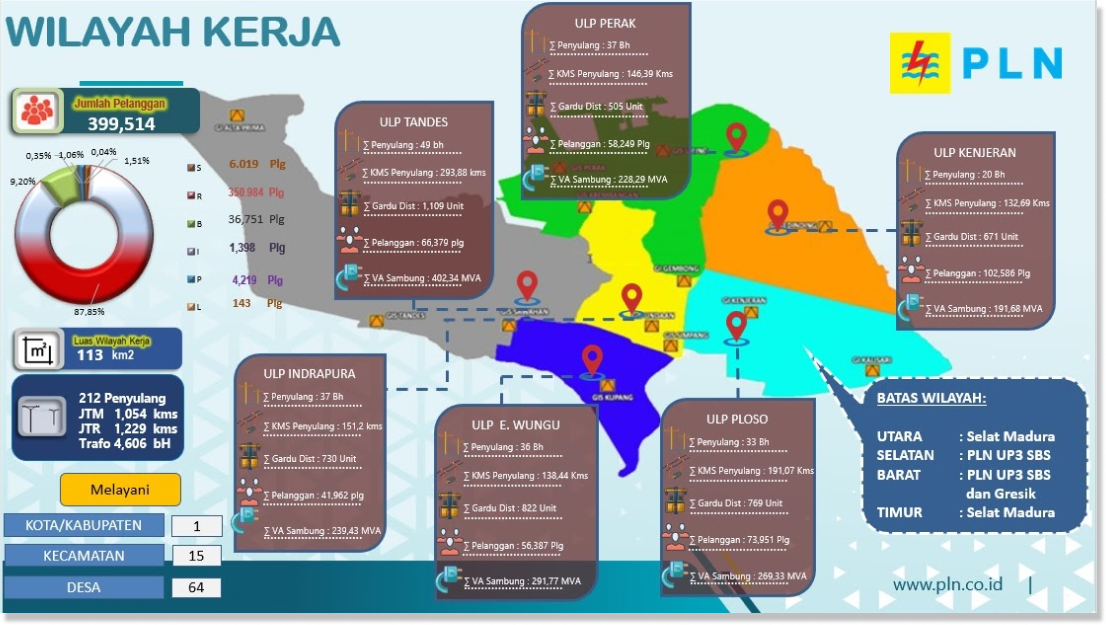 WILAYAH KERJA
PLN
Jumlah Pelanggan
399,514
0,35%
1,06%
0,04%
1,51%
9,20%
87,85%
S 6.019 Plg
R 350.984 Plg
B 36,751 Plg
I 1,398 Plg
P 4,219 Plg
L 143 Plg
Luas Wilayah Kerja
m²
113 km2
212 Penyulang
JTM 1,054 kms
JTR 1,229 kms
Trafo 4,606 bH
Melayani
KOTA/KABUPATEN 1
KECAMATAN 15
DESA 64
ULP TANDES
∑ Penyulang : 49 bh
∑ KMS Penyulang : 293,88 kms
∑ Gardu Dist : 1,109 Unit
∑ Pelanggan : 66,379 plg
∑ VA Sambung : 402,34 MVA
ULP PERAK
∑ Penyulang : 37 Bh
∑ KMS Penyulang : 146,39 Kms
∑ Gardu Dist : 505 Unit
∑ Pelanggan : 58,249 Plg
∑ VA Sambung : 228,29 MVA
ULP KENJERAN
∑ Penyulang : 20 Bh
∑ KMS Penyulang : 132,69 Kms
∑ Gardu Dist : 671 Unit
∑ Pelanggan : 102,586 Plg
∑ VA Sambung : 191,68 MVA
ULP INDRAPURA
∑ Penyulang : 37 Bh
∑ KMS Penyulang : 151,2 kms
∑ Gardu Dist : 730 Unit
∑ Pelanggan : 41,962 plg
∑ VA Sambung : 239,43 MVA
ULP E. WUNGU
∑ Penyulang : 36 Bh
∑ KMS Penyulang : 138,44 Kms
∑ Gardu Dist : 822 Unit
∑ Pelanggan : 56,387 Plg
∑ VA Sambung : 291,77 MVA
ULP PLOSO
∑ Penyulang : 33 Bh
∑ KMS Penyulang : 191,07 Kms
∑ Gardu Dist : 769 Unit
∑ Pelanggan : 73,951 Plg
∑ VA Sambung : 269,33 MVA
GIS TANDES
GI GEMBONG
GI KENJERAN
GI KALISARI
GIS KUPANG
BATAS WILAYAH:
UTARA : Selat Madura
SELATAN : PLN UP3 SBS
BARAT : PLN UP3 SBS
dan Gresik
TIMUR : Selat Madura
www.pln.co.id |